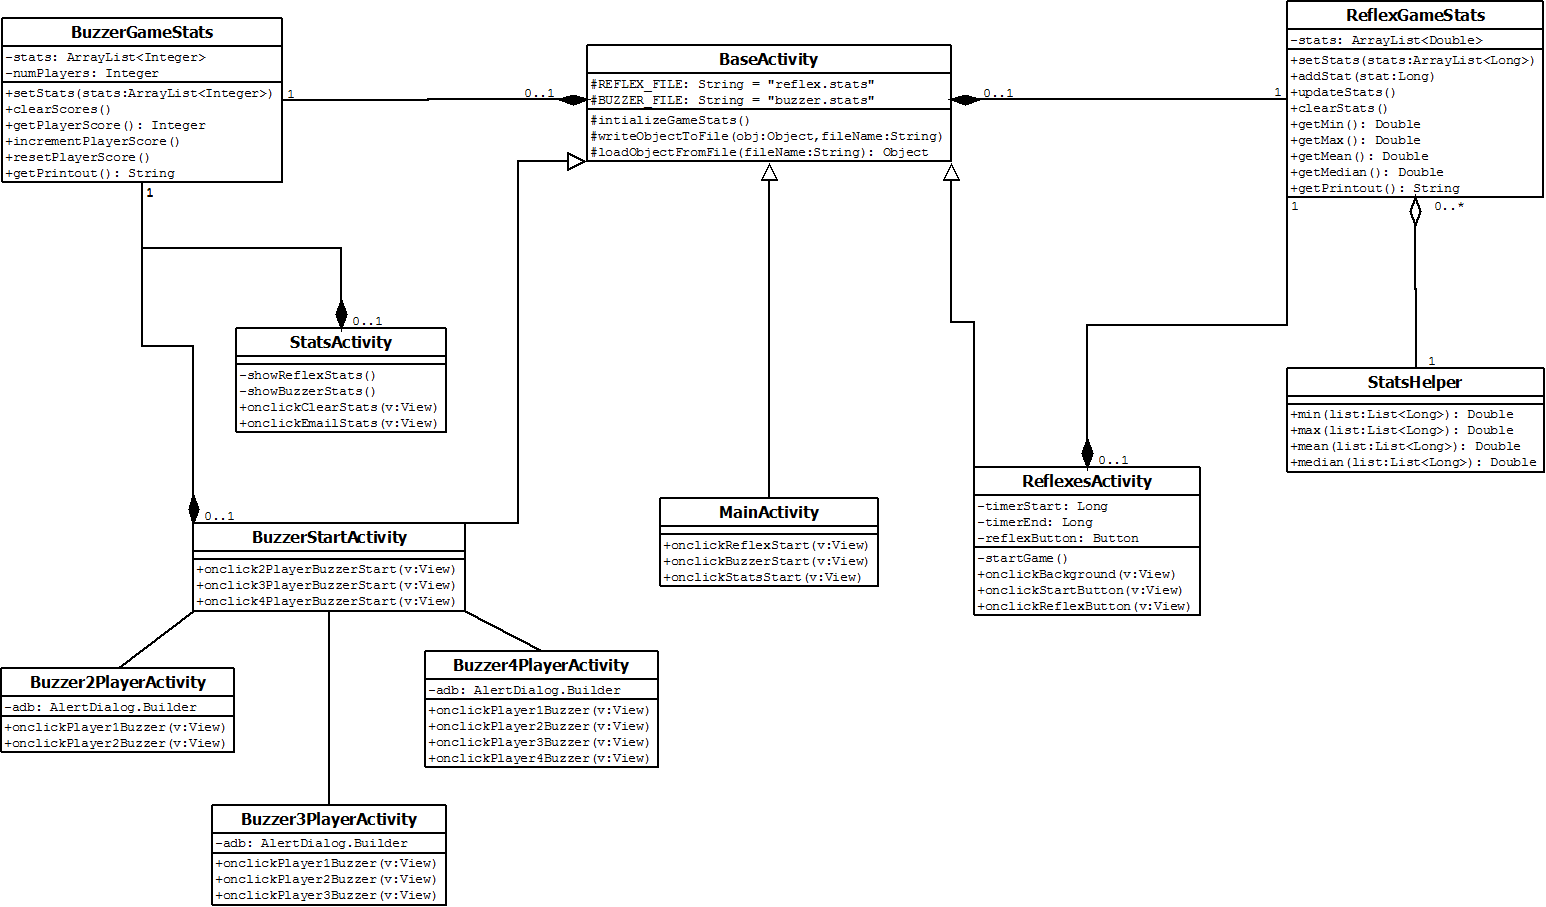 BuzzerGameStats
-stats: ArrayList<Integer>
-numPlayers: Integer
+setStats(stats:ArrayList<Integer>)
+clearScores()
+getPlayerScore(): Integer
+incrementPlayerScore()
+resetPlayerScore()
+getPrintout(): String
1
0..1
1
BaseActivity
#REFLEX_FILE: String = "reflex.stats"
#BUZZER_FILE: String = "buzzer.stats"
#intializeGameStats()
#writeObjectToFile(obj:Object,fileName:String)
#loadObjectFromFile(fileName:String): Object
0..1
1
ReflexGameStats
-stats: ArrayList<Double>
+setStats(stats:ArrayList<Long>)
+addStat(stat:Long)
+updateStats()
+clearStats()
+getMin(): Double
+getMax(): Double
+getMean(): Double
+getMedian(): Double
+getPrintout(): String
1
0..*
0..1
StatsActivity
-showReflexStats()
-showBuzzerStats()
+onclickClearStats(v:View)
+onclickEmailStats(v:View)
1
StatsHelper
+min(list:List<Long>): Double
+max(list:List<Long>): Double
+mean(list:List<Long>): Double
+median(list:List<Long>): Double
0..1
BuzzerStartActivity
+onclick2PlayerBuzzerStart(v:View)
+onclick3PlayerBuzzerStart(v:View)
+onclick4PlayerBuzzerStart(v:View)
MainActivity
+onclickReflexStart(v:View)
+onclickBuzzerStart(v:View)
+onclickStatsStart(v:View)
0..1
ReflexesActivity
-timerStart: Long
-timerEnd: Long
-reflexButton: Button
-startGame()
+onclickBackground(v:View)
+onclickStartButton(v:View)
+onclickReflexButton(v:View)
Buzzer2PlayerActivity
-adb: AlertDialog.Builder
+onclickPlayer1Buzzer(v:View)
+onclickPlayer2Buzzer(v:View)
Buzzer4PlayerActivity
-adb: AlertDialog.Builder
+onclickPlayer1Buzzer(v:View)
+onclickPlayer2Buzzer(v:View)
+onclickPlayer3Buzzer(v:View)
+onclickPlayer4Buzzer(v:View)
Buzzer3PlayerActivity
-adb: AlertDialog.Builder
+onclickPlayer1Buzzer(v:View)
+onclickPlayer2Buzzer(v:View)
+onclickPlayer3Buzzer(v:View)